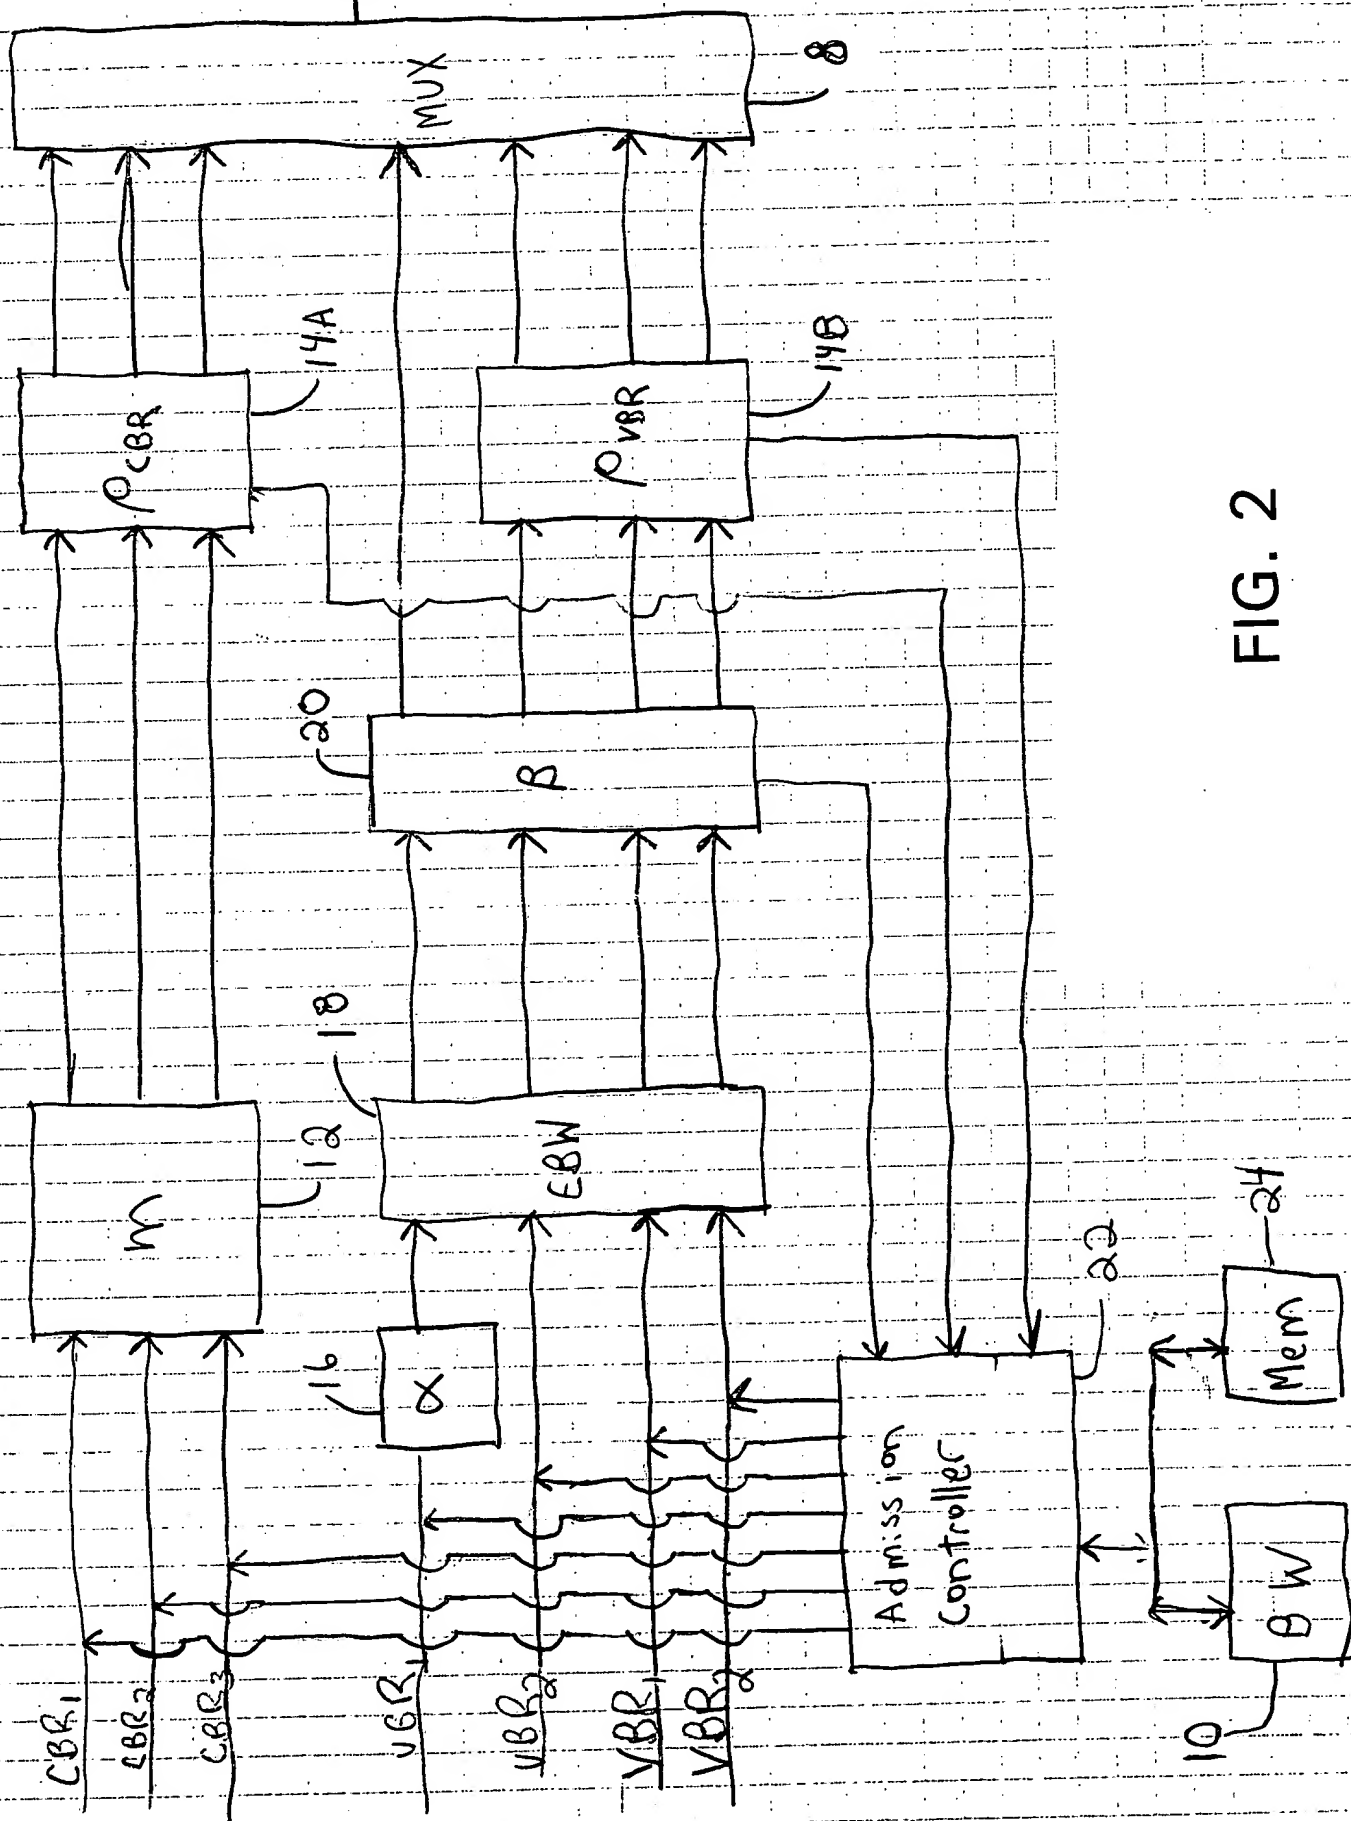 CBR1
CBR2
CBR3
VBR1
VBR2
VBR1
VBR2
m
12
α
16
EBW
18
β
20
ρCBR
14A
ρVBR
14B
MUX
8
Admission
Controller
22
BW
10
Mem
24
FIG. 2